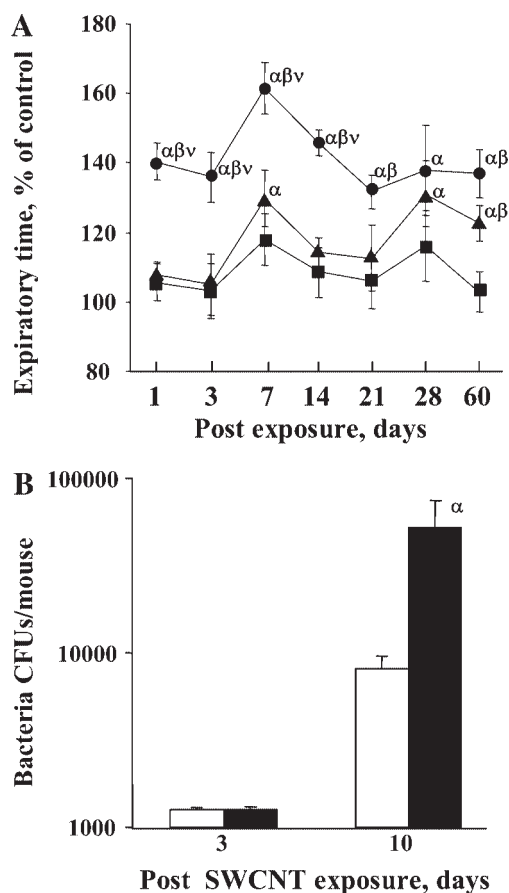 A
Expiratory time, % of control
180
160
140
120
100
80
αβν
αβν
αβν
αβν
αβ
α
αβ
α
α
αβ
1 3 7 14 21 28 60
Post exposure, days
B
Bacteria CFUs/mouse
100000
10000
1000
α
3 10
Post SWCNT exposure, days